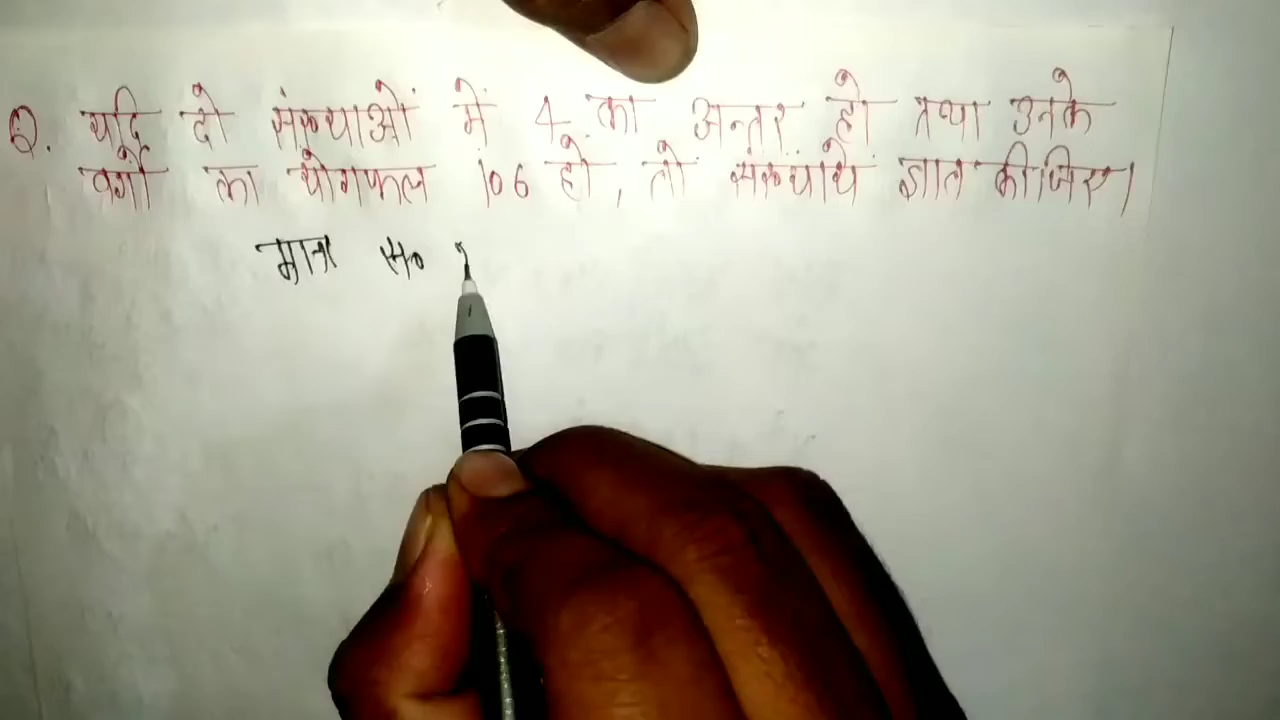 Q. यदि दो संख्याओं में 4 का अन्तर हो तथा उनके
वर्गों का योगफल 106 हो, तो संख्यायें ज्ञात कीजिए।
माना सं०